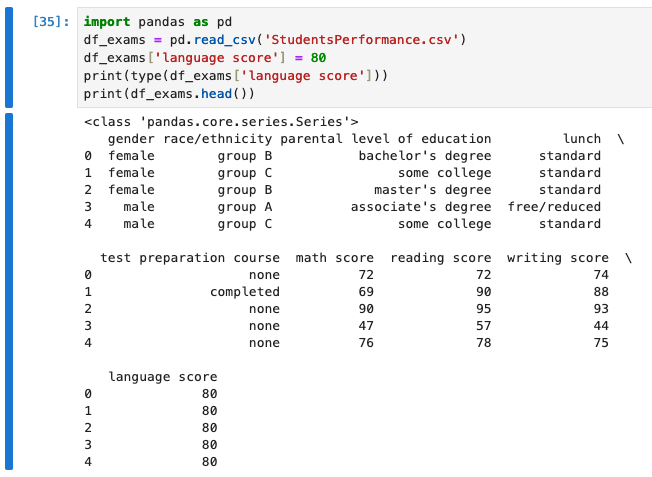 [35]: import pandas as pd
df_exams = pd.read_csv('StudentsPerformance.csv')
df_exams['language score'] = 80
print(type(df_exams['language score']))
print(df_exams.head())
<class 'pandas.core.series.Series'>
   gender race/ethnicity parental level of education         lunch  \
0  female        group B           bachelor's degree      standard
1  female        group C                some college      standard
2  female        group B             master's degree      standard
3    male        group A          associate's degree  free/reduced
4    male        group C                some college      standard
  test preparation course  math score  reading score  writing score  \
0                    none          72             72             74
1               completed          69             90             88
2                    none          90             95             93
3                    none          47             57             44
4                    none          76             78             75
   language score
0              80
1              80
2              80
3              80
4              80